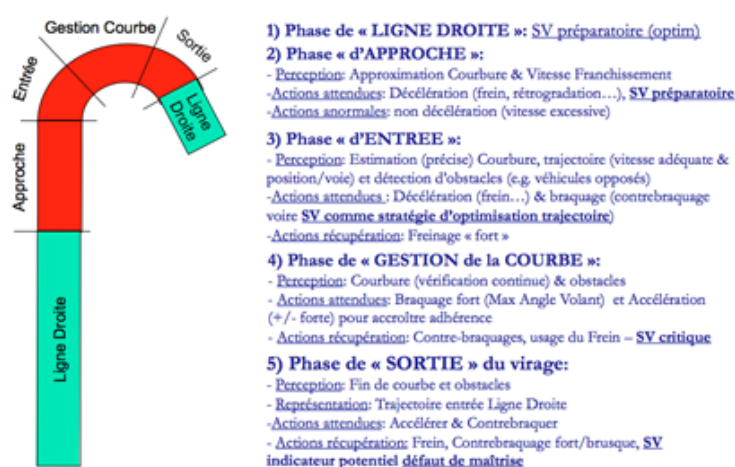 Gestion Courbe
Sortie
Entrée
Ligne
Droite
Approche
Ligne Droite
1) Phase de « LIGNE DROITE »: SV préparatoire (optim)
2) Phase « d'APPROCHE »:
- Perception: Approximation Courbure & Vitesse Franchissement
-Actions attendues: Décélération (frein, rétrogradation...), SV préparatoire
-Actions anormales: non décélération (vitesse excessive)
3) Phase « d'ENTREE »:
- Perception: Estimation (précise) Courbure, trajectoire (vitesse adéquate &
position/voie) et détection d'obstacles (e.g. véhicules opposés)
-Actions attendues : Décélération (frein...) & braquage (contrebraquage
voire SV comme stratégie d'optimisation trajectoire)
-Actions récupération: Freinage « fort »
4) Phase de « GESTION de la COURBE »:
- Perception: Courbure (vérification continue) & obstacles
- Actions attendues: Braquage fort (Max Angle Volant) et Accélération
(+/- forte) pour accroître adhérence
- Actions récupération: Contre-braquages, usage du Frein – SV critique
5) Phase de « SORTIE » du virage:
- Perception: Fin de courbe et obstacles
- Représentation: Trajectoire entrée Ligne Droite
-Actions attendues: Accélérer & Contrebraquer
- Actions récupération: Frein, Contrebraquage fort/brusque, SV
indicateur potentiel défaut de maîtrise